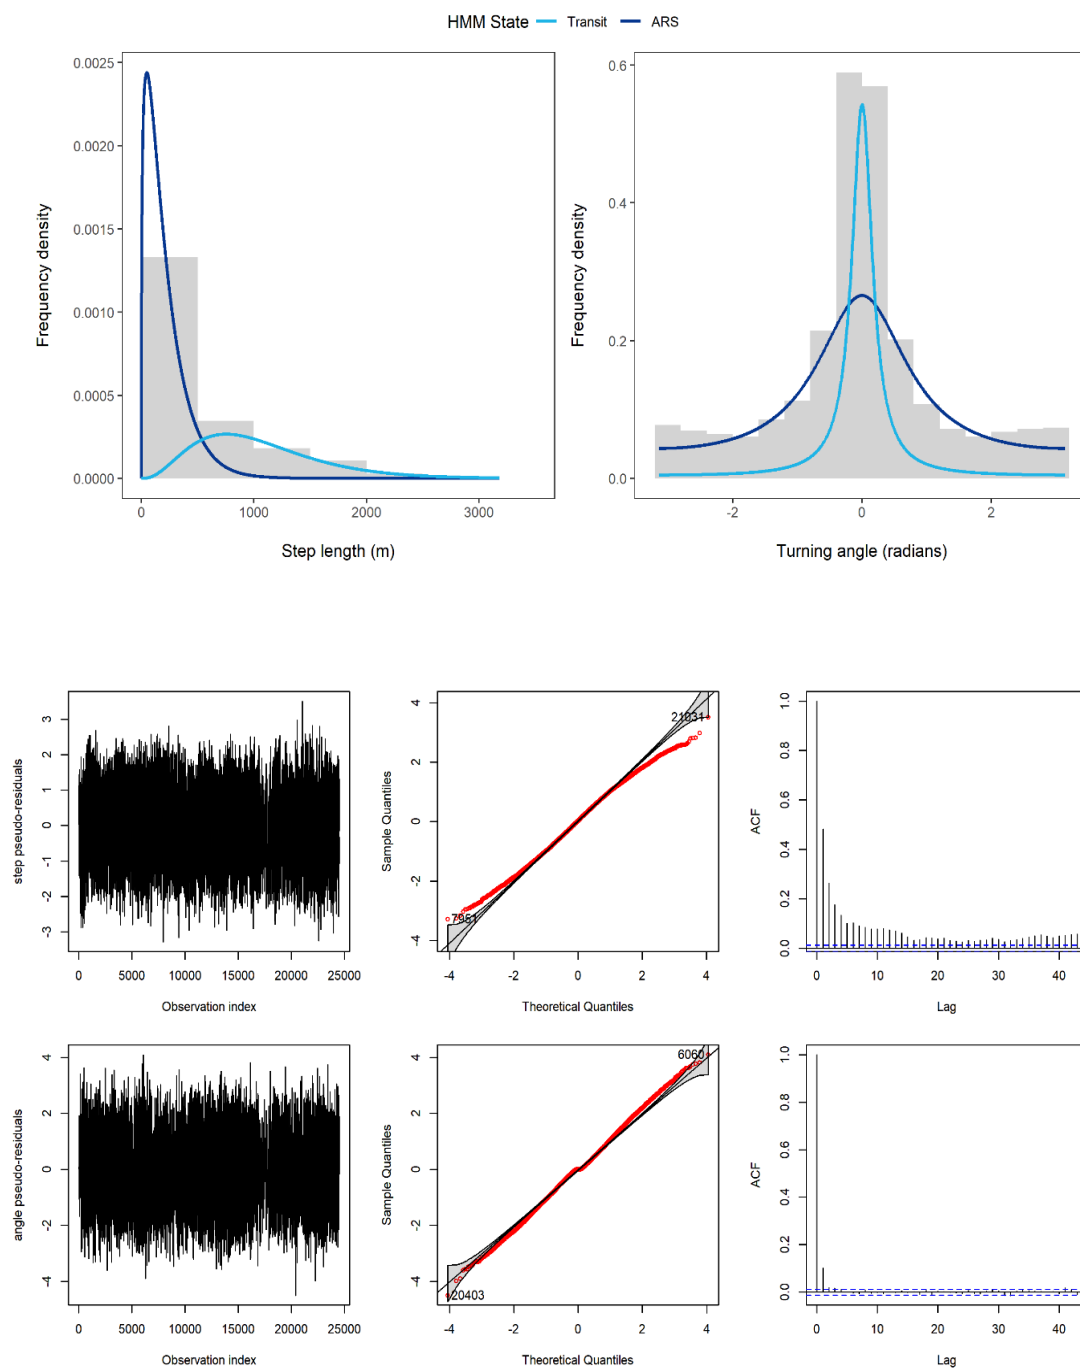 HMM State Transit ARS
Frequency density
0.0025
0.0020
0.0015
0.0010
0.0005
0.0000
0 1000 2000 3000
Step length (m)
Frequency density
0.6
0.4
0.2
0.0
-2 0 2
Turning angle (radians)
step pseudo-residuals
3
2
1
0
-1
-2
-3
0 5000 10000 15000 20000 25000
Observation index
Sample Quantiles
4
2
0
-2
-4
21031
7951
-4 -2 0 2 4
Theoretical Quantiles
ACF
1.0
0.8
0.6
0.4
0.2
0.0
0 10 20 30 40
Lag
angle pseudo-residuals
4
2
0
-2
-4
0 5000 10000 15000 20000 25000
Observation index
Sample Quantiles
4
2
0
-2
-4
6060
20403
-4 -2 0 2 4
Theoretical Quantiles
ACF
1.0
0.8
0.6
0.4
0.2
0.0
0 10 20 30 40
Lag